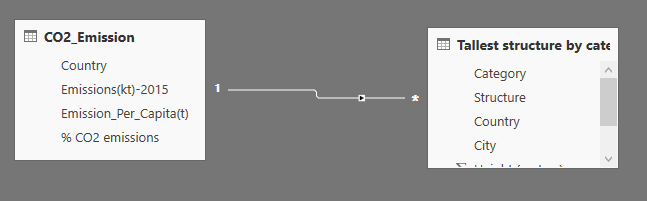 CO2_Emission
Country
Emissions(kt)-2015
Emission_Per_Capita(t)
% CO2 emissions
1
*
Tallest structure by cate
Category
Structure
Country
City